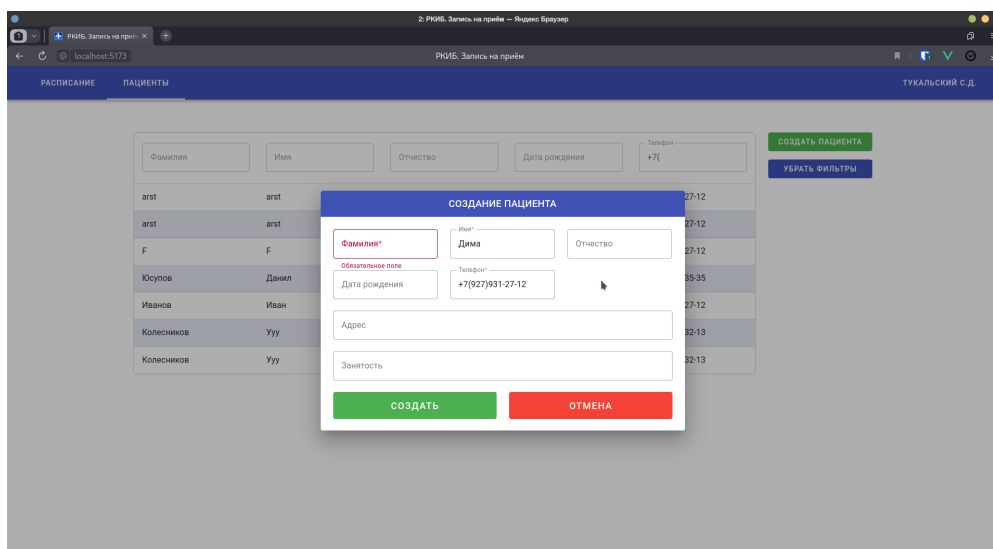 2: РКИБ. Запись на приём — Яндекс Браузер
1
РКИБ. Запись на приём
localhost:5173
РКИБ. Запись на приём
РАСПИСАНИЕ
ПАЦИЕНТЫ
ТУКАЛЬСКИЙ С.Д.
Фамилия
Имя
Отчество
Дата рождения
Телефон
+7(
СОЗДАТЬ ПАЦИЕНТА
УБРАТЬ ФИЛЬТРЫ
arst arst 27-12
arst arst 27-12
F F 27-12
Юсупов Данил 35-35
Иванов Иван 27-12
Колесников Ууу 32-13
Колесников Ууу 32-13
СОЗДАНИЕ ПАЦИЕНТА
Фамилия*
Обязательное поле
Имя*
Дима
Отчество
Дата рождения
Телефон*
+7(927)931-27-12
Адрес
Занятость
СОЗДАТЬ
ОТМЕНА